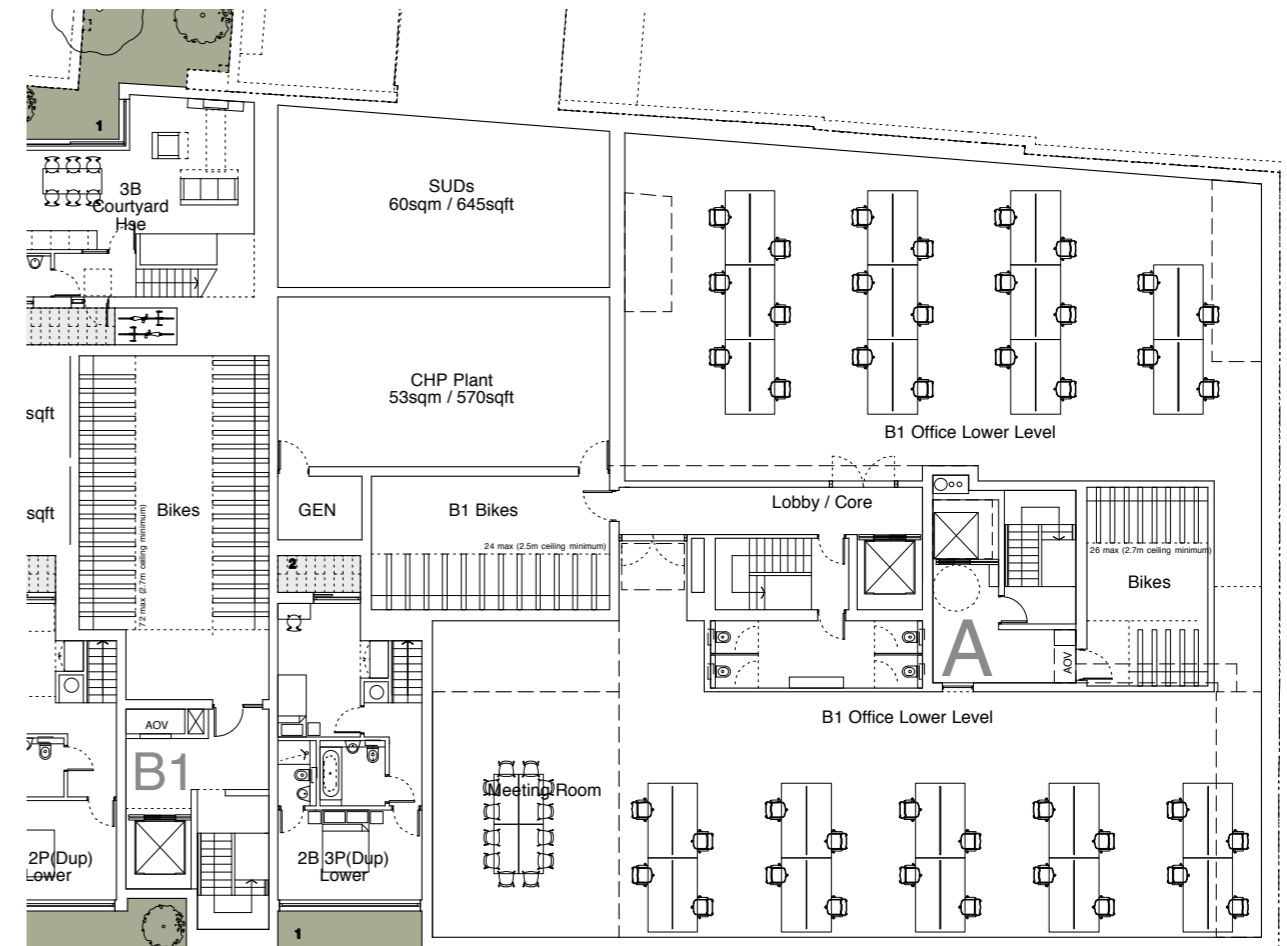 1
3B
Courtyard
Hse
SUDs
60sqm / 645sqft
CHP Plant
53sqm / 570sqft
B1 Office Lower Level
sqft
sqft
Bikes
72 max (2.7m ceiling minimum)
GEN
B1 Bikes
24 max (2.5m ceiling minimum)
Lobby / Core
26 max (2.7m ceiling minimum)
Bikes
2
A
AOV
B1 Office Lower Level
AOV
B1
Meeting Room
2P(Dup)
Lower
2B 3P(Dup)
Lower
1